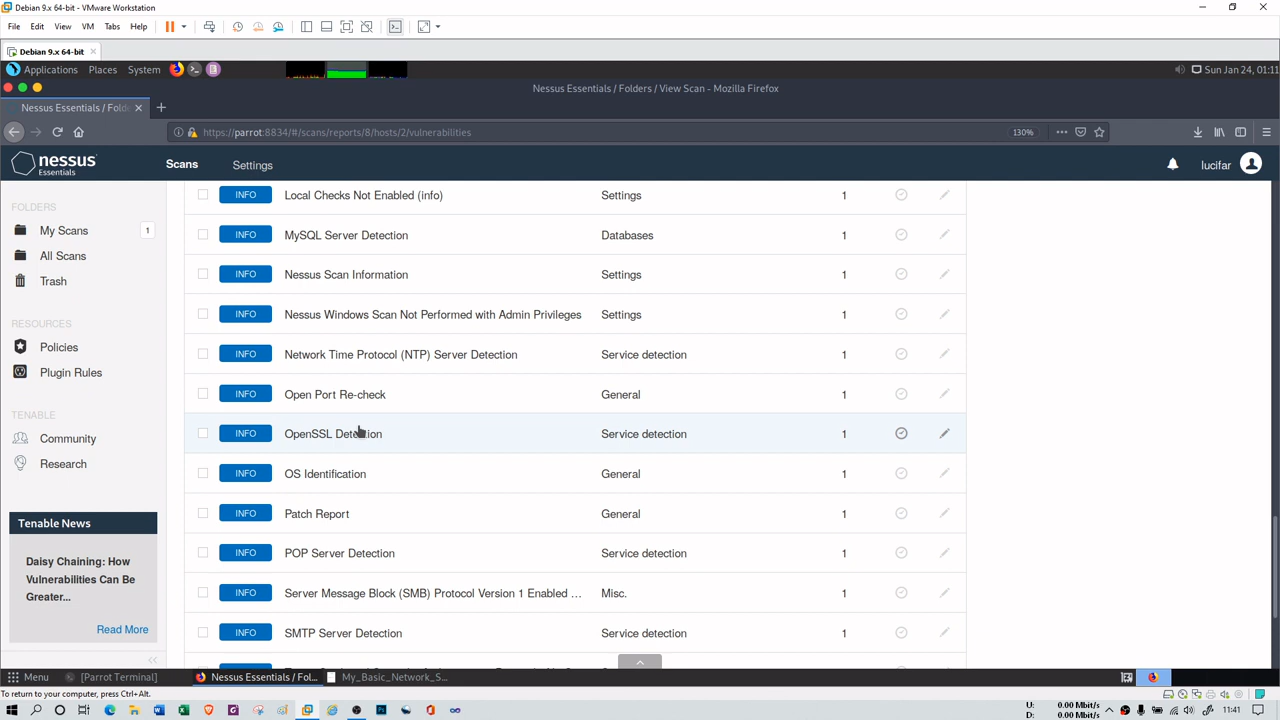 Debian 9.x 64-bit - VMware Workstation
File Edit View VM Tabs Help
Debian 9.x 64-bit
Applications Places System Sun Jan 24, 01:11
Nessus Essentials / Folders / View Scan - Mozilla Firefox
Nessus Essentials / Folde
https://parrot:8834/#/scans/reports/8/hosts/2/vulnerabilities 130%
nessus Essentials Scans Settings lucifar
FOLDERS
My Scans 1
All Scans
Trash
RESOURCES
Policies
Plugin Rules
TENABLE
Community
Research
Tenable News
Daisy Chaining: How
Vulnerabilities Can Be
Greater...
Read More
INFO Local Checks Not Enabled (info) Settings 1
INFO MySQL Server Detection Databases 1
INFO Nessus Scan Information Settings 1
INFO Nessus Windows Scan Not Performed with Admin Privileges Settings 1
INFO Network Time Protocol (NTP) Server Detection Service detection 1
INFO Open Port Re-check General 1
INFO OpenSSL Detection Service detection 1
INFO OS Identification General 1
INFO Patch Report General 1
INFO POP Server Detection Service detection 1
INFO Server Message Block (SMB) Protocol Version 1 Enabled ... Misc. 1
INFO SMTP Server Detection Service detection 1
Menu [Parrot Terminal] Nessus Essentials / Fol... My_Basic_Network_S...
To return to your computer, press Ctrl+Alt.
U: 0.00 Mbit/s
D: 0.00 Mbit/s
11:41